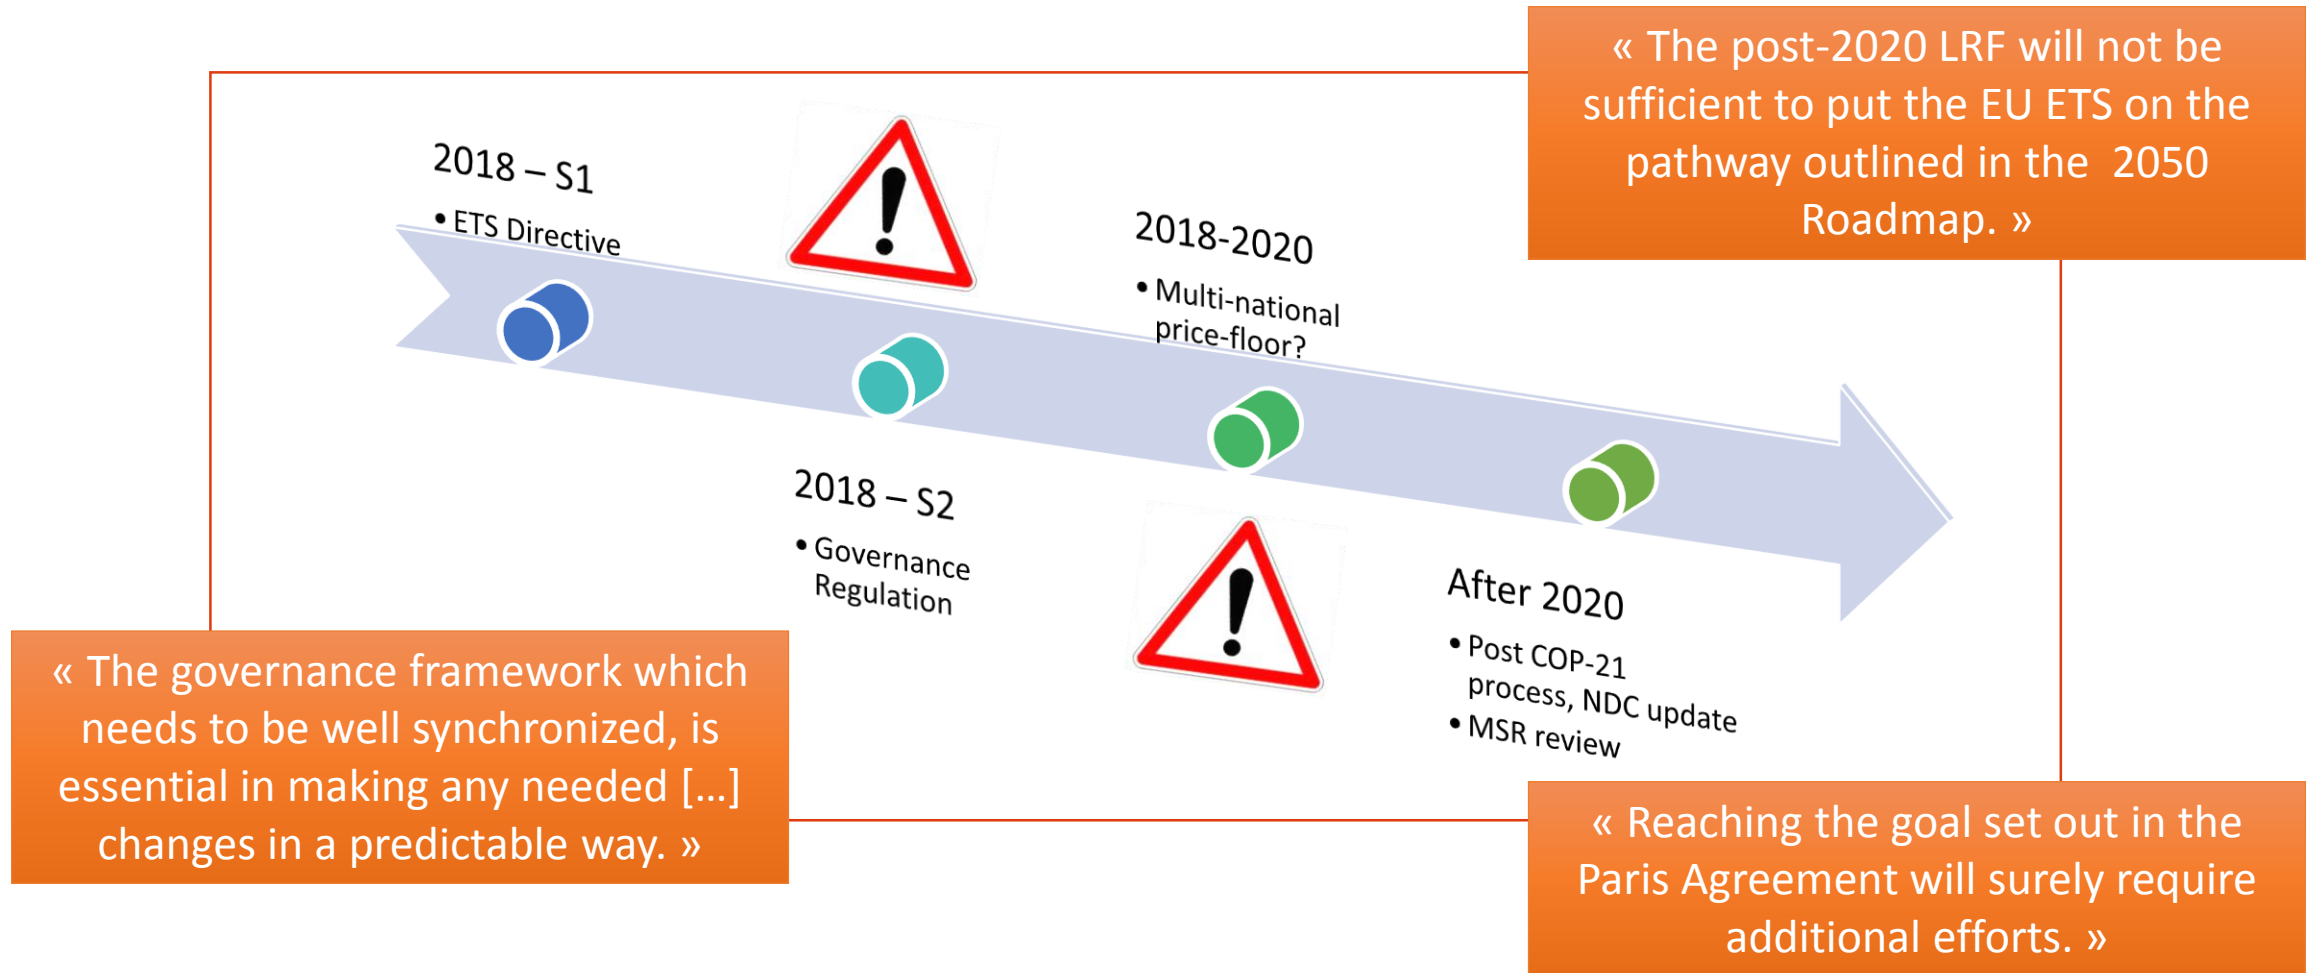 « The post-2020 LRF will not be
sufficient to put the EU ETS on the
pathway outlined in the 2050
Roadmap. »
2018 – S1
• ETS Directive
2018-2020
• Multi-national
price-floor?
2018 – S2
• Governance
Regulation
After 2020
• Post COP-21
process, NDC update
• MSR review
« The governance framework which
needs to be well synchronized, is
essential in making any needed [...]
changes in a predictable way. »
« Reaching the goal set out in the
Paris Agreement will surely require
additional efforts. »